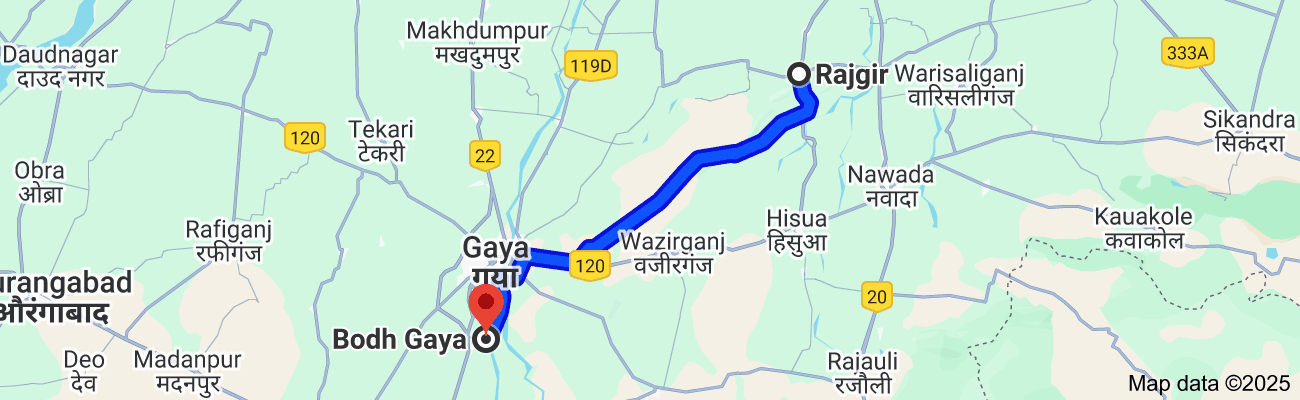 Makhdumpur
मखदुमपुर
Daudnagar
दाउद नगर
119D
333A
Rajgir
Warisaliganj
वारिसलीगंज
Sikandra
सिकंदरा
120
Tekari
टेकरी
22
Obra
ओब्रा
Nawada
नवादा
Rafiganj
रफीगंज
Hisua
हिसुआ
Kauakole
कवाकोल
Gaya
गया
Wazirganj
वजीरगंज
120
urangabad
औरंगाबाद
20
Bodh Gaya
Deo
देव
Madanpur
मदनपुर
Rajauli
रजौली
Map data ©2025